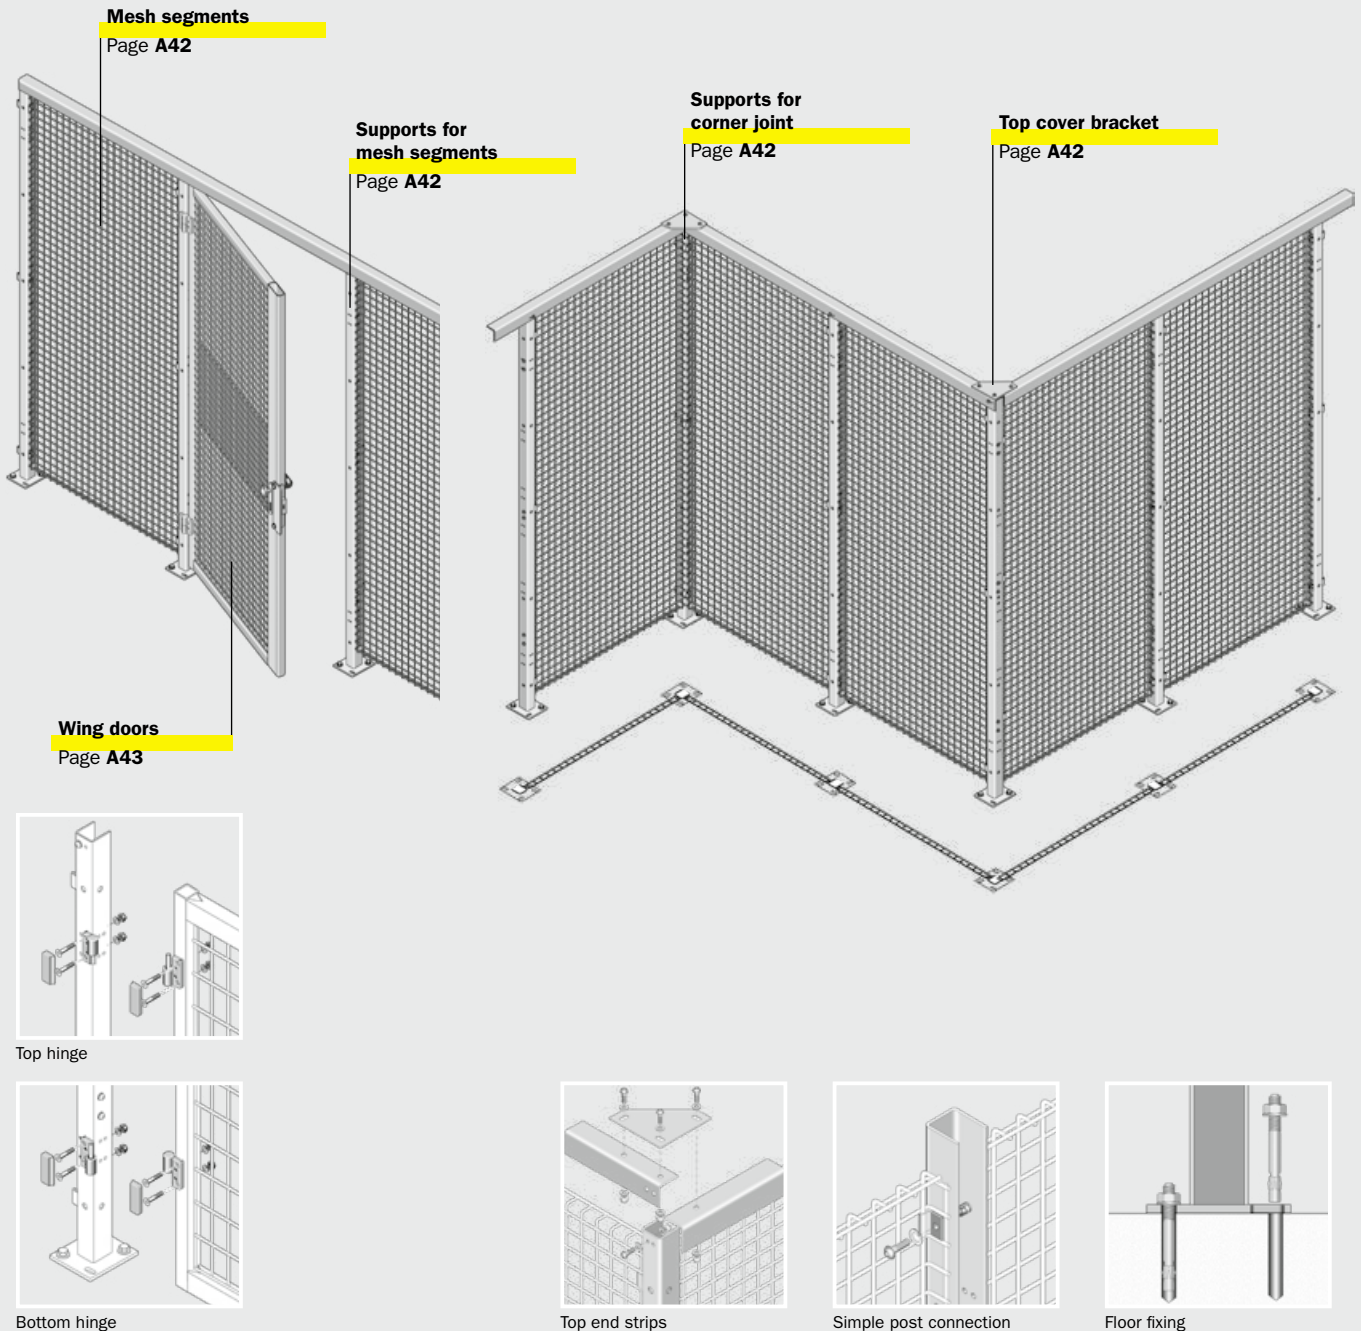 Mesh segments
Page A42
Supports for
mesh segments
Page A42
Supports for
corner joint
Page A42
Top cover bracket
Page A42
Wing doors
Page A43
Top hinge
Bottom hinge
Top end strips
Simple post connection
Floor fixing